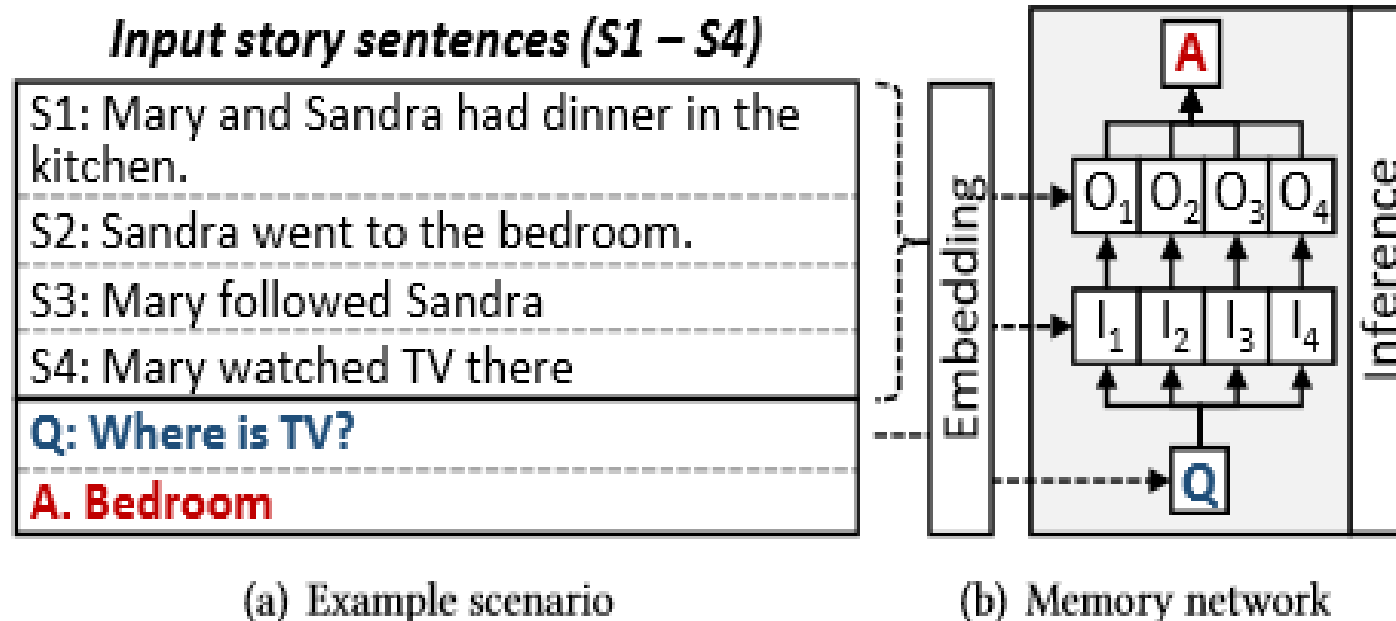 Input story sentences (S1 – S4)
S1: Mary and Sandra had dinner in the
kitchen.
S2: Sandra went to the bedroom.
S3: Mary followed Sandra
S4: Mary watched TV there
Q: Where is TV?
A. Bedroom
(a) Example scenario
Embedding
A
O1 O2 O3 O4
I1 I2 I3 I4
Q
Inference
(b) Memory network